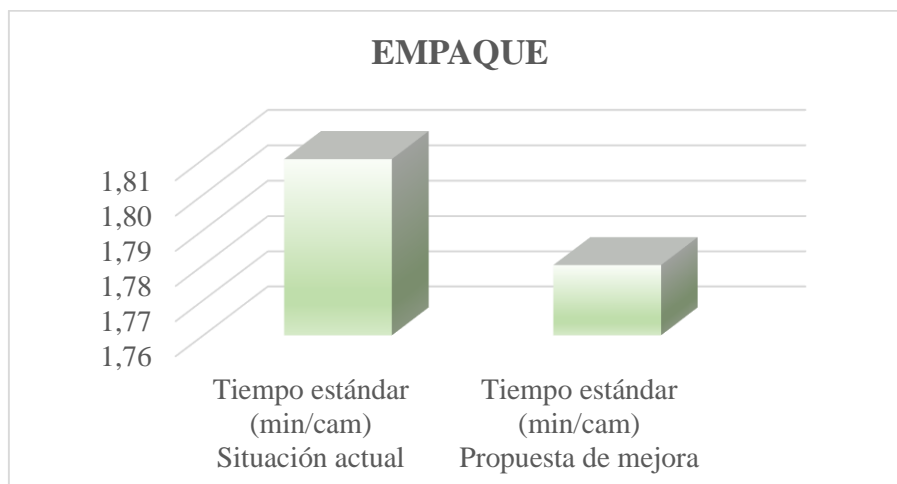 EMPAQUE
1,81
1,80
1,79
1,78
1,77
1,76
Tiempo estándar
(min/cam)
Situación actual
Tiempo estándar
(min/cam)
Propuesta de mejora